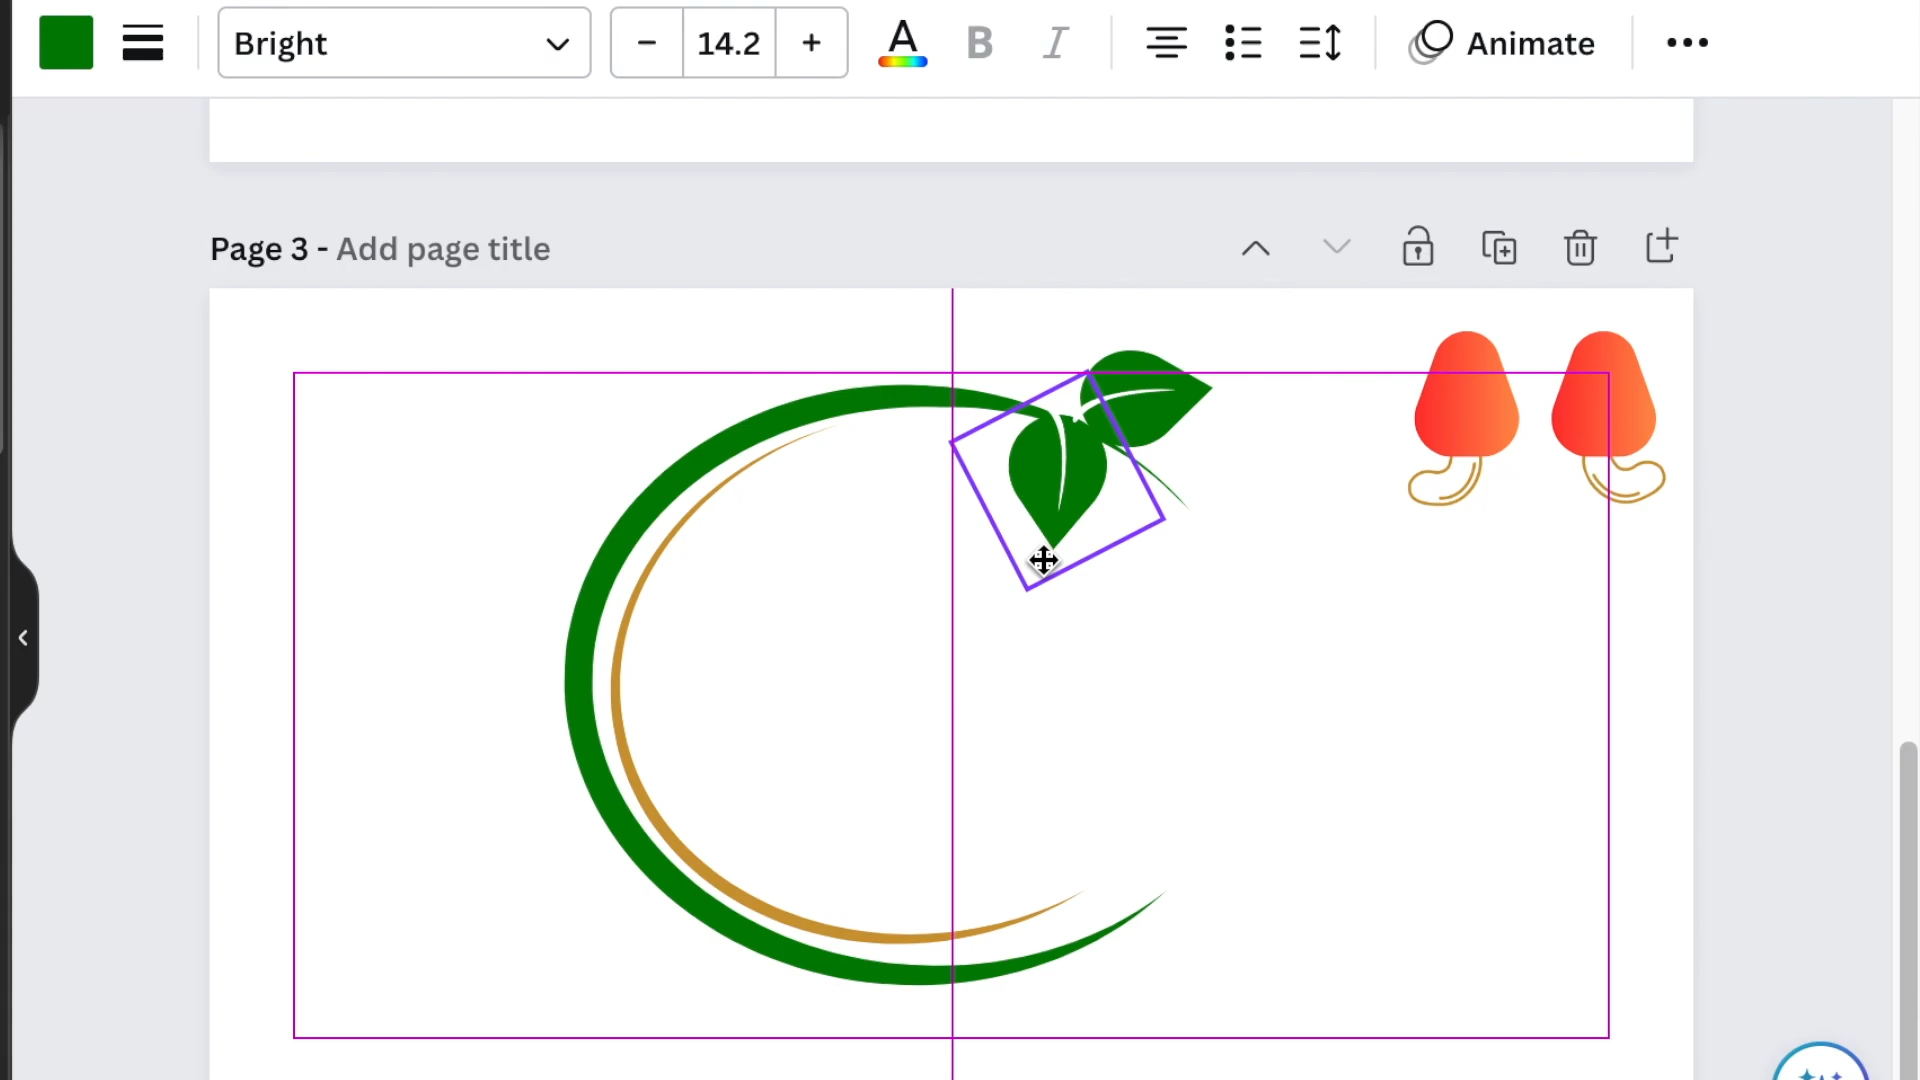 Bright
− 14.2 +
A B I
Animate
Page 3 - Add page title